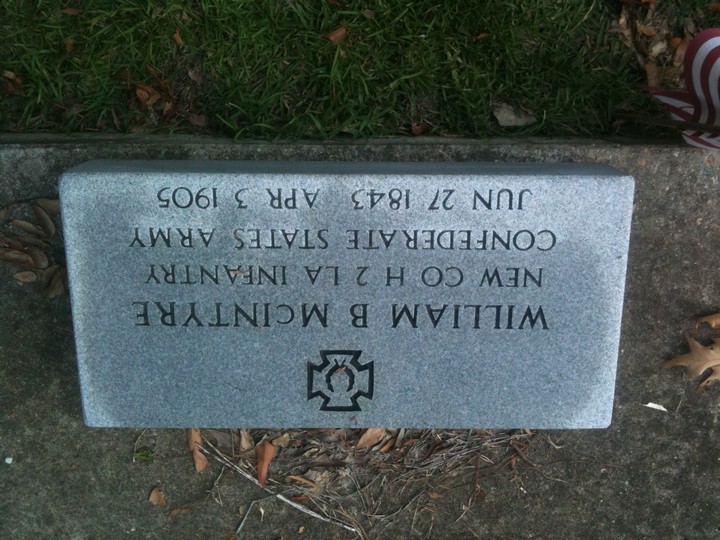 WILLIAM B MCINTYRE
NEW CO H 2 LA INFANTRY
CONFEDERATE STATES ARMY
JUN 27 1843 APR 3 1905